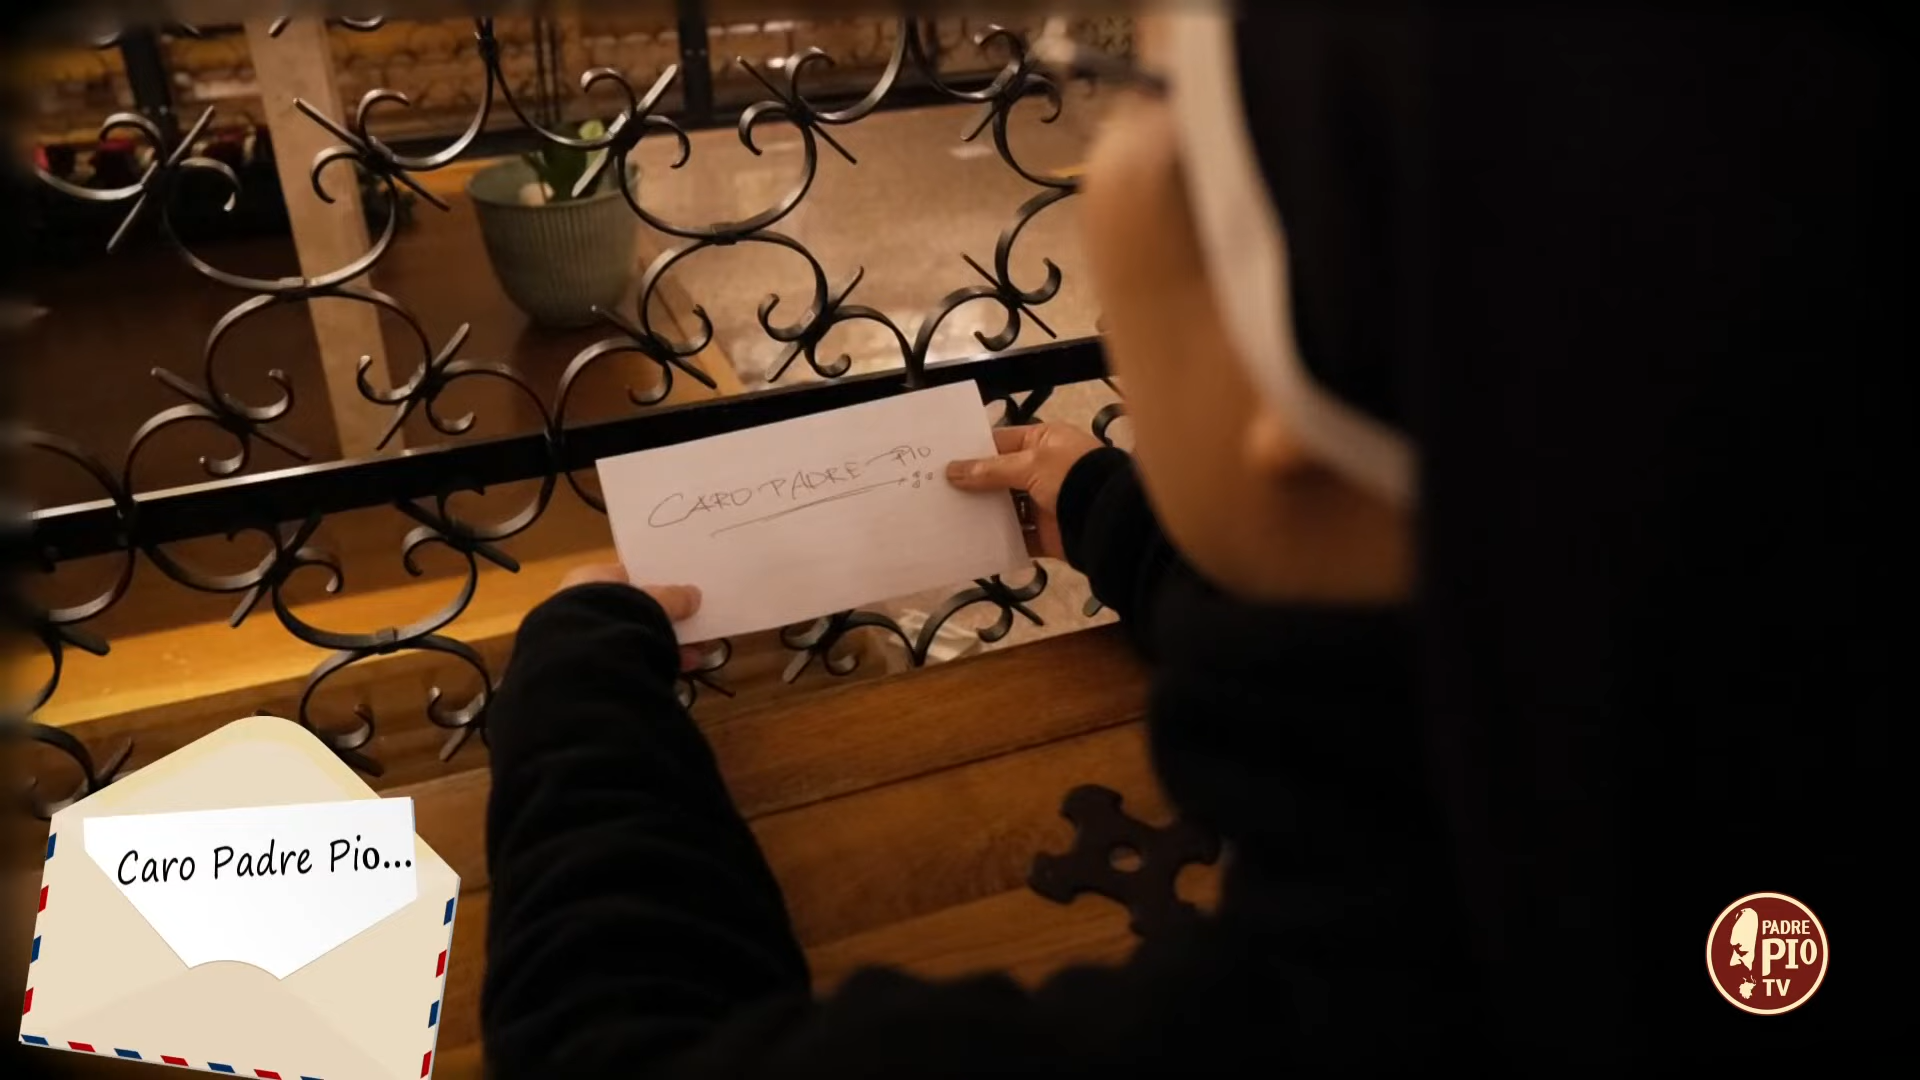 CARO PADRE PIO
Caro Padre Pio...
PADRE
PIO
TV